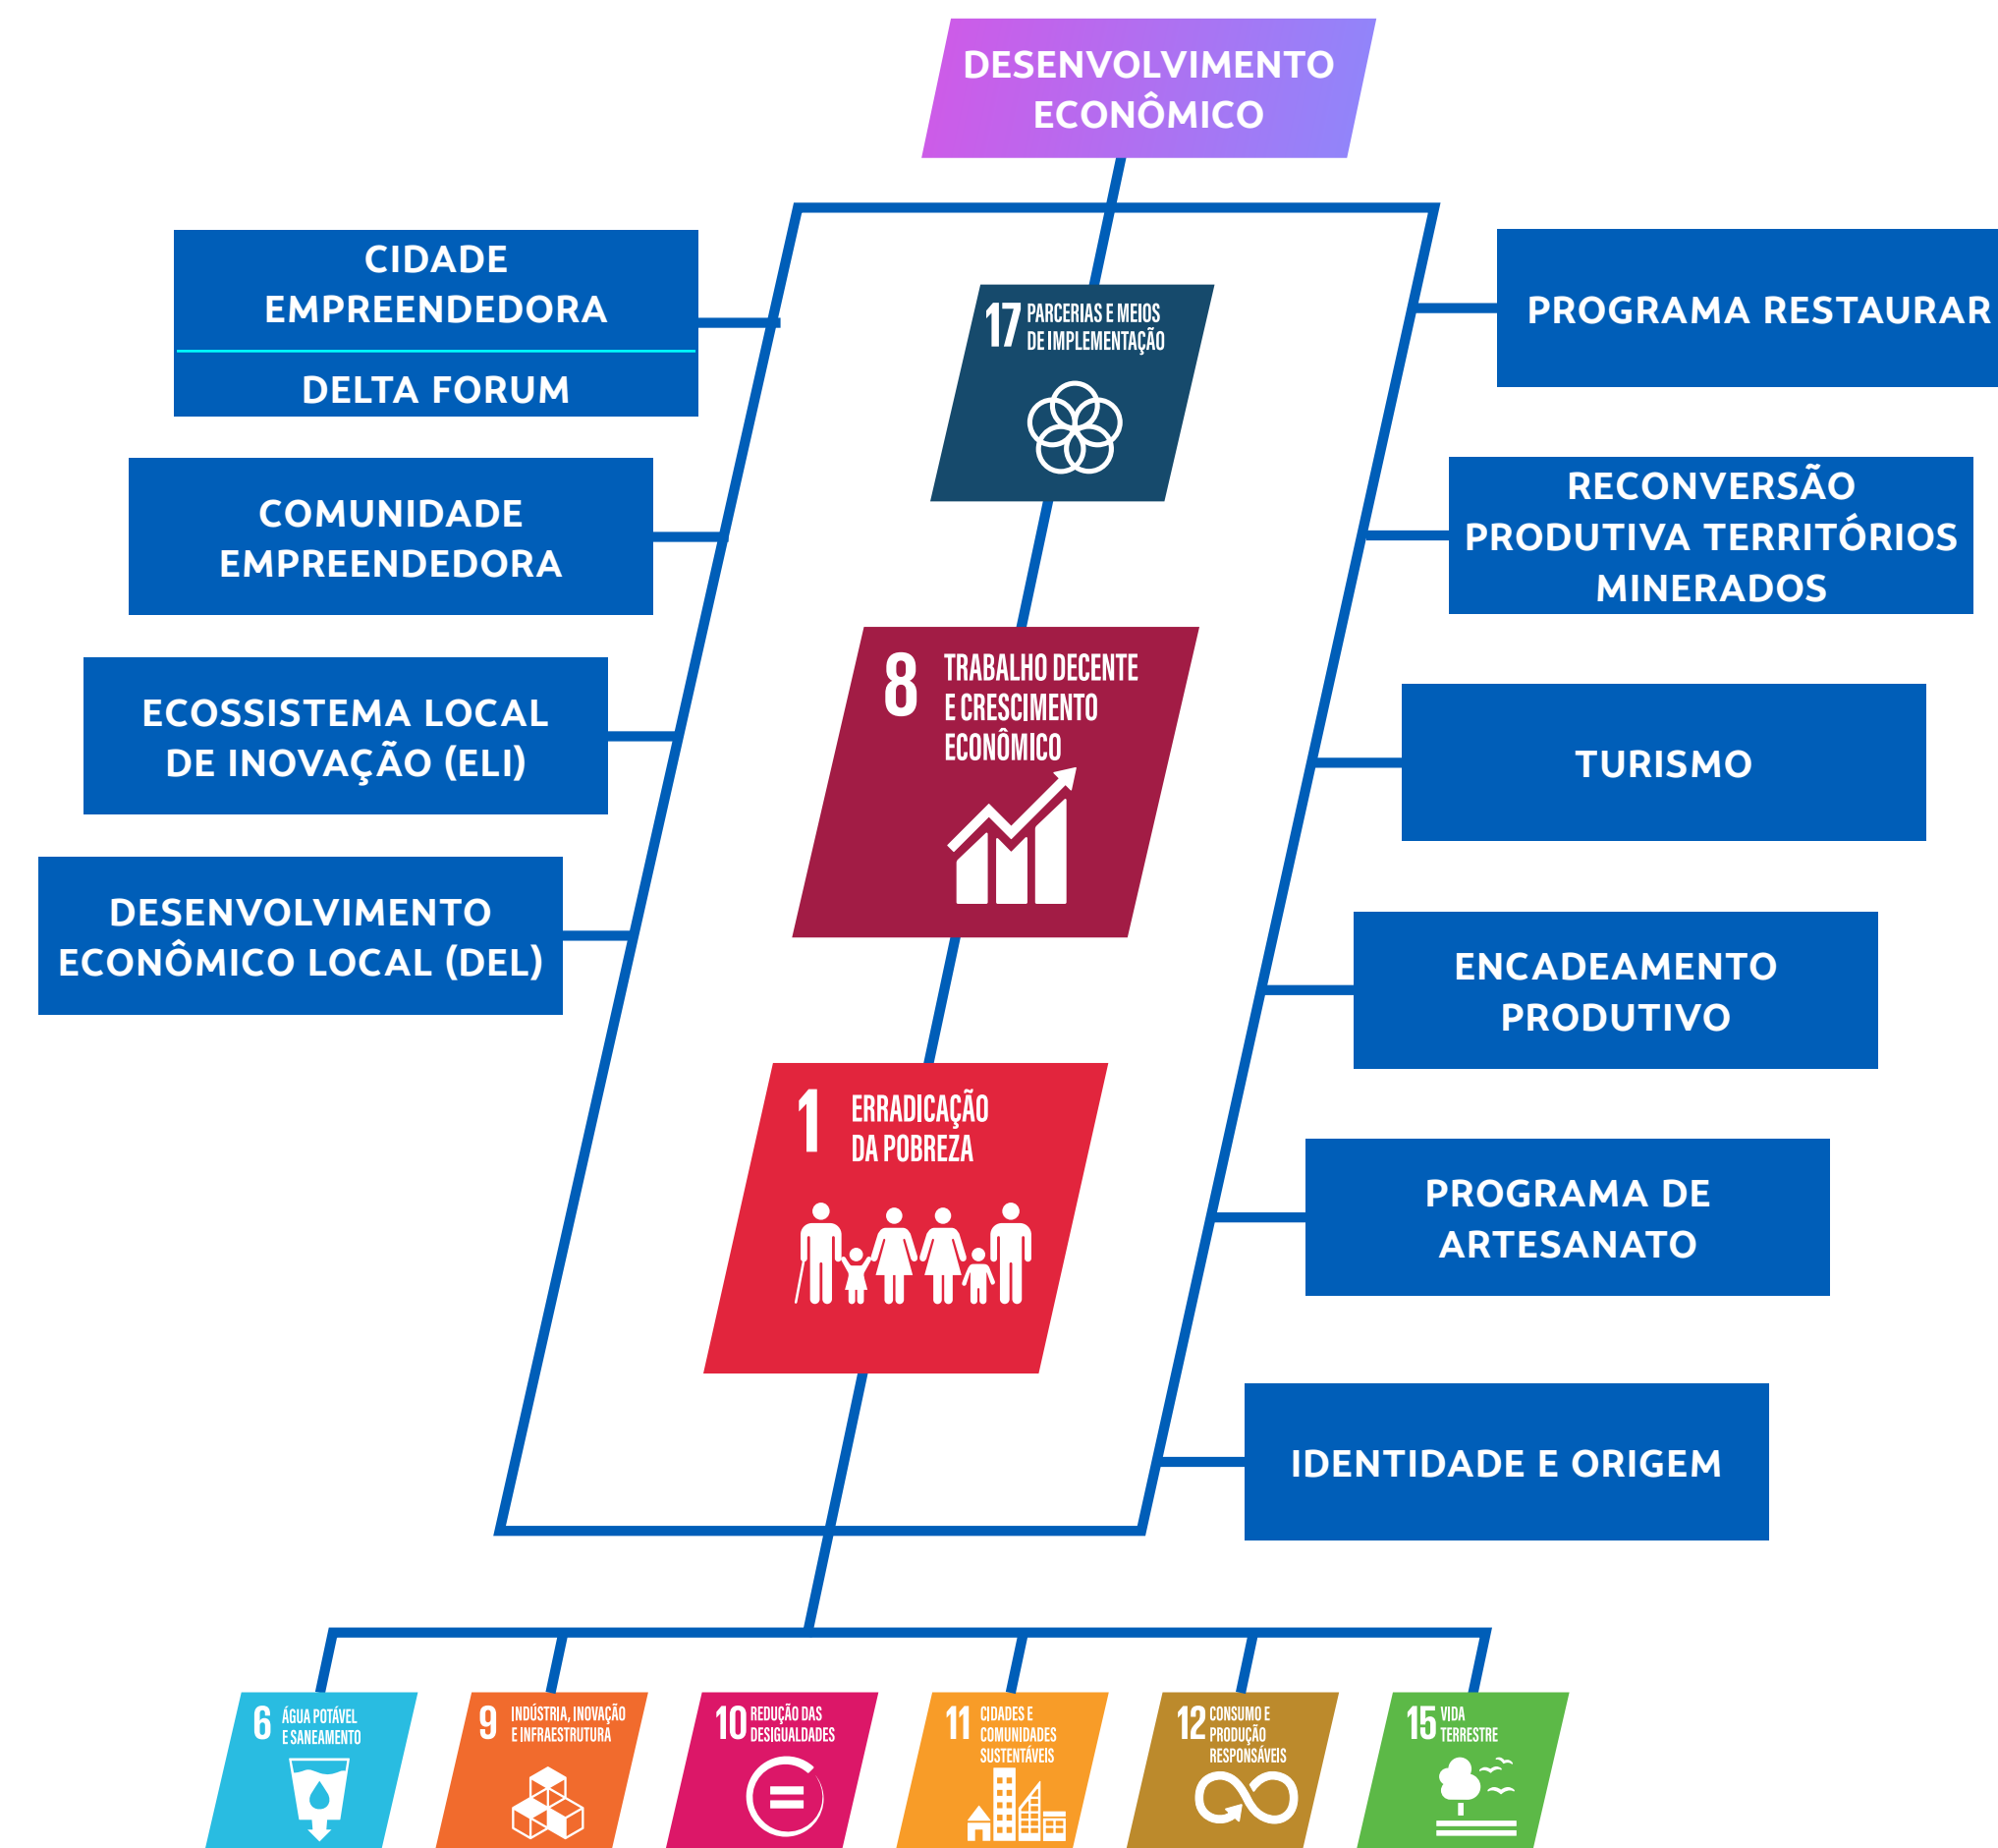 DESENVOLVIMENTO
ECONÔMICO
CIDADE
EMPREENDEDORA
DELTA FORUM
COMUNIDADE
EMPREENDEDORA
ECOSSISTEMA LOCAL
DE INOVAÇÃO (ELI)
DESENVOLVIMENTO
ECONÔMICO LOCAL (DEL)
17 PARCERIAS E MEIOS
DE IMPLEMENTAÇÃO
8 TRABALHO DECENTE
E CRESCIMENTO
ECONÔMICO
1 ERRADICAÇÃO
DA POBREZA
PROGRAMA RESTAURAR
RECONVERSÃO
PRODUTIVA TERRITÓRIOS
MINERADOS
TURISMO
ENCADEAMENTO
PRODUTIVO
PROGRAMA DE
ARTESANATO
IDENTIDADE E ORIGEM
6 ÁGUA POTÁVEL
E SANEAMENTO
9 INDÚSTRIA, INOVAÇÃO
E INFRAESTRUTURA
10 REDUÇÃO DAS
DESIGUALDADES
11 CIDADES E
COMUNIDADES
SUSTENTÁVEIS
12 CONSUMO E
PRODUÇÃO
RESPONSÁVEIS
15 VIDA
TERRESTRE